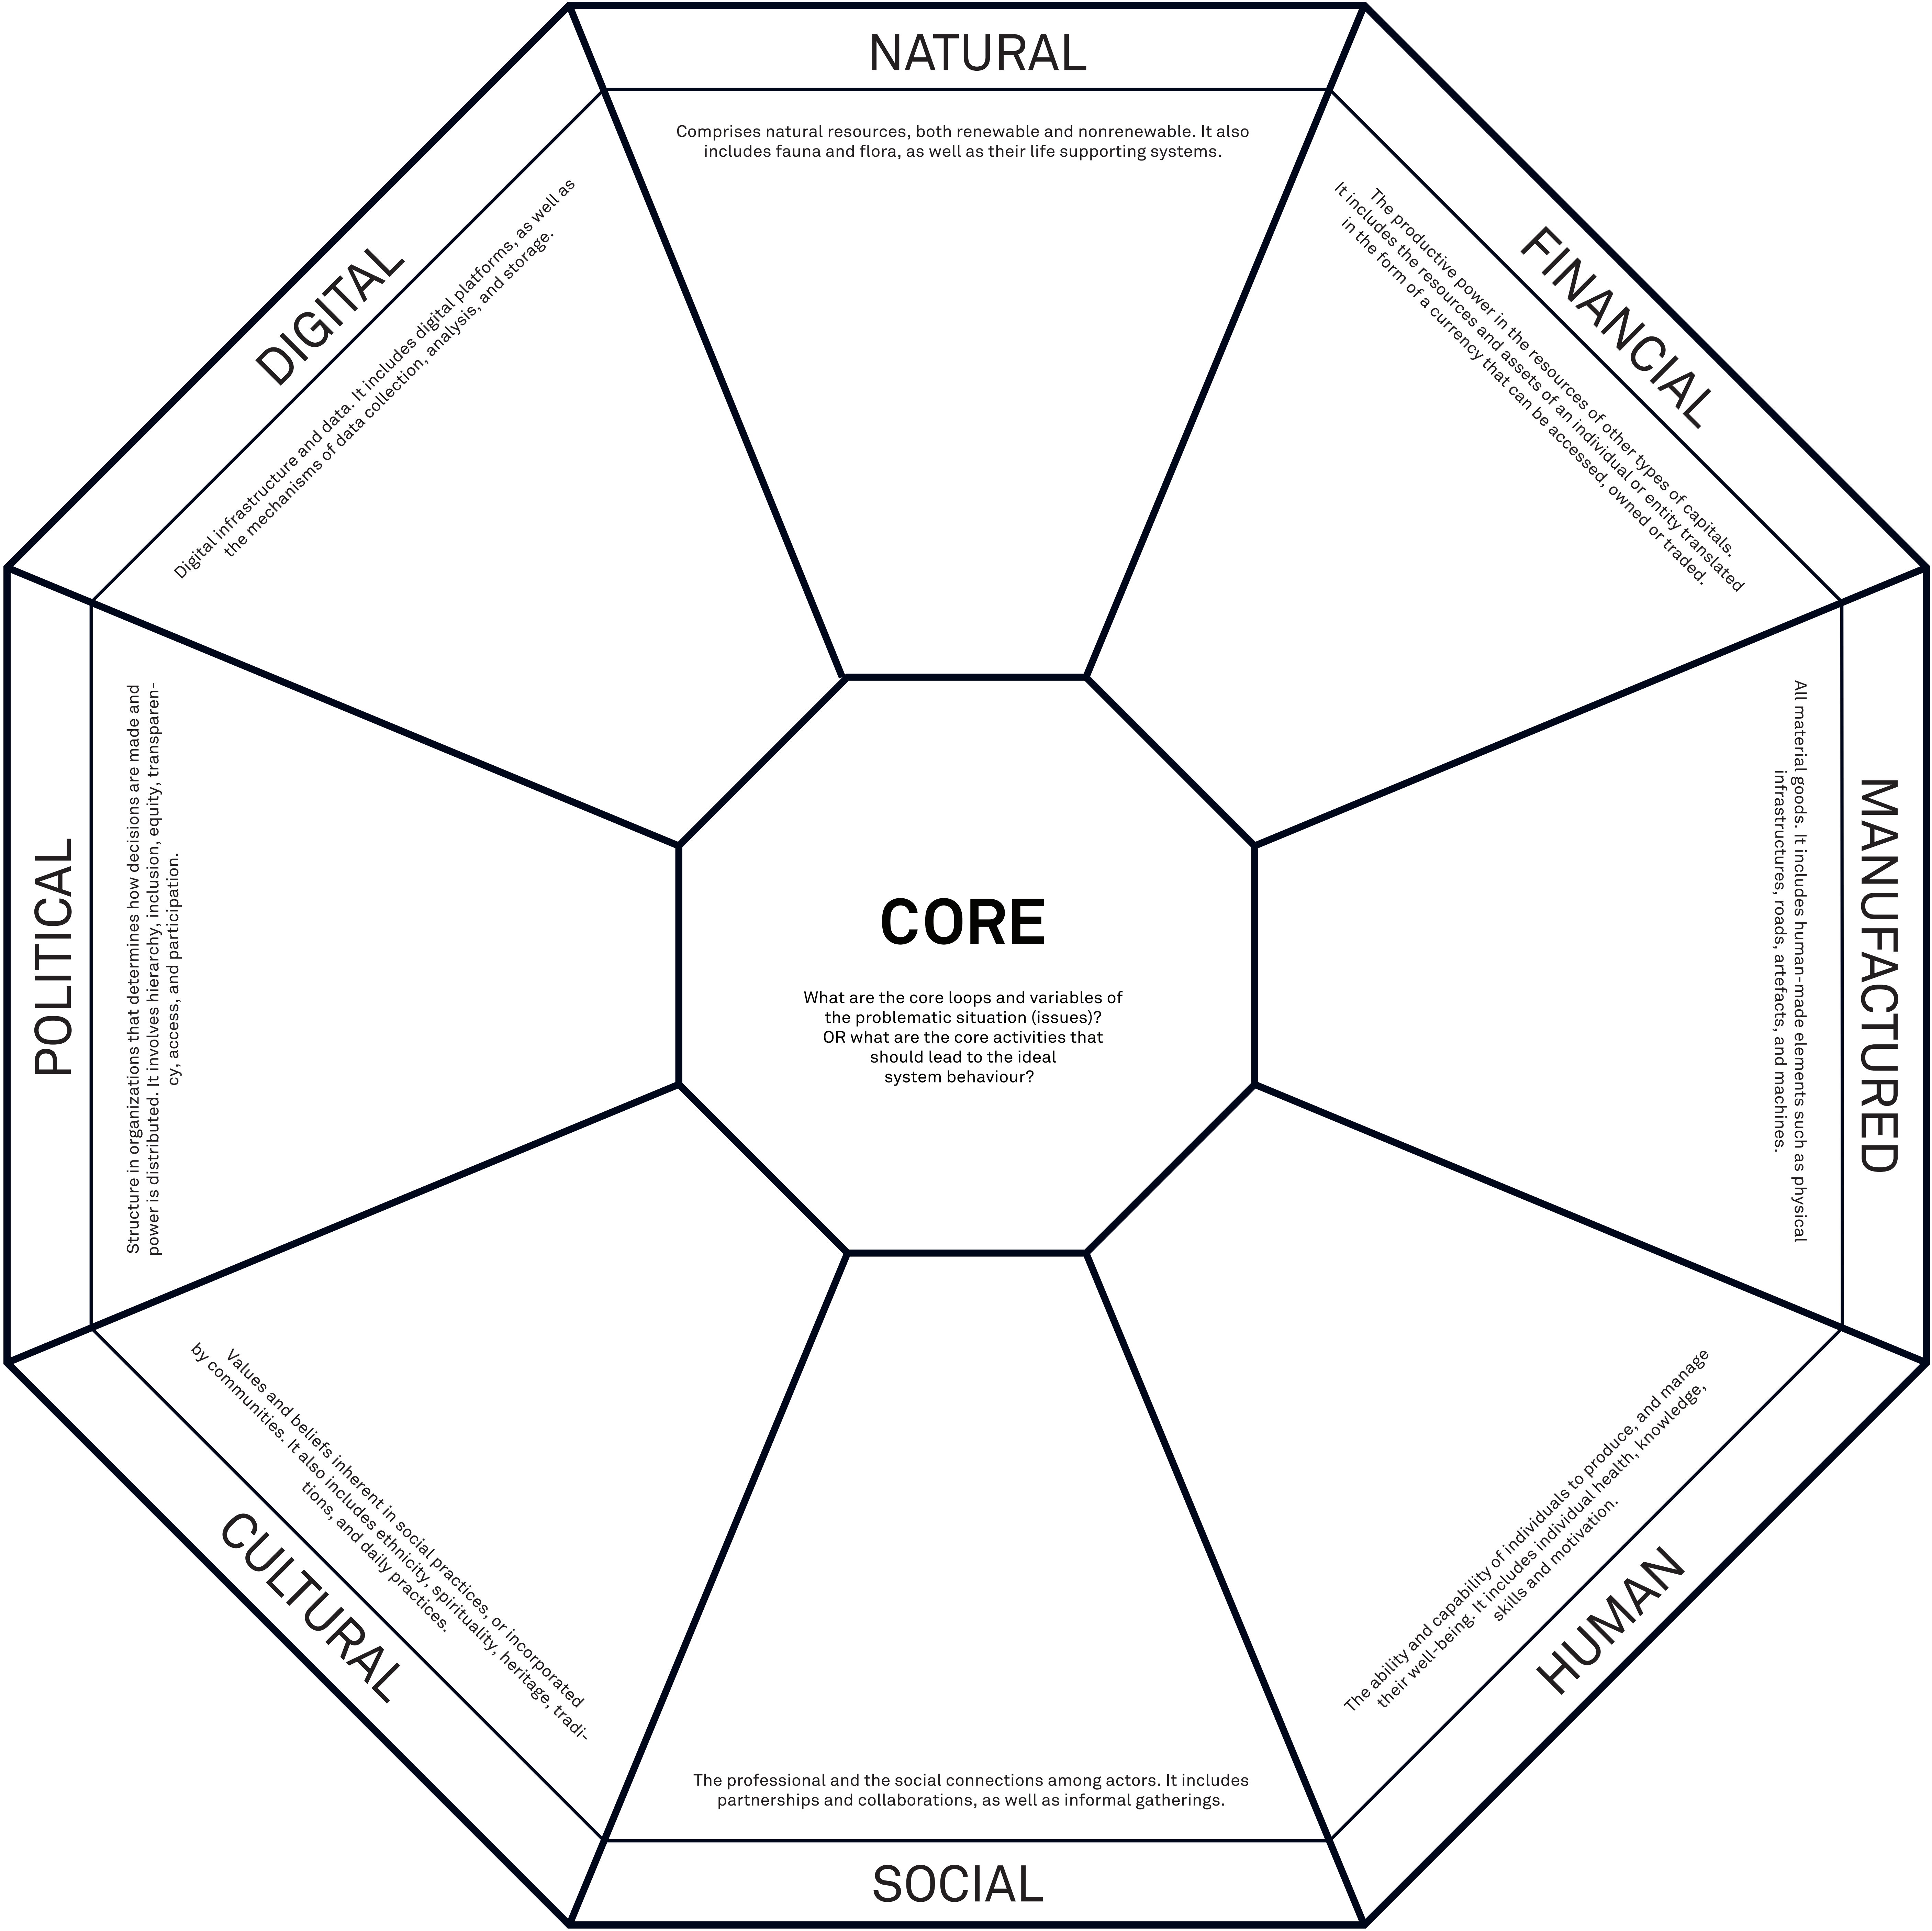 NATURAL
Comprises natural resources, both renewable and nonrenewable. It also
includes fauna and flora, as well as their life supporting systems.
FINANCIAL
The productive power in the resources of other types of capitals.
It includes the resources and assets of an individual or entity translated
in the form of a currency that can be accessed, owned or traded.
MANUFACTURED
All material goods. It includes human-made elements such as physical
infrastructures, roads, artefacts, and machines.
HUMAN
The ability and capability of individuals to produce, and manage
their well-being. It includes individual health, knowledge,
skills and motivation.
SOCIAL
The professional and the social connections among actors. It includes
partnerships and collaborations, as well as informal gatherings.
CULTURAL
Values and beliefs inherent in social practices, or incorporated
by communities. It also includes ethnicity, spirituality, heritage, tradi-
tions, and daily practices.
POLITICAL
Structure in organizations that determines how decisions are made and
power is distributed. It involves hierarchy, inclusion, equity, transparen-
cy, access, and participation.
DIGITAL
Digital infrastructure and data. It includes digital platforms, as well as
the mechanisms of data collection, analysis, and storage.
CORE
What are the core loops and variables of
the problematic situation (issues)?
OR what are the core activities that
should lead to the ideal
system behaviour?